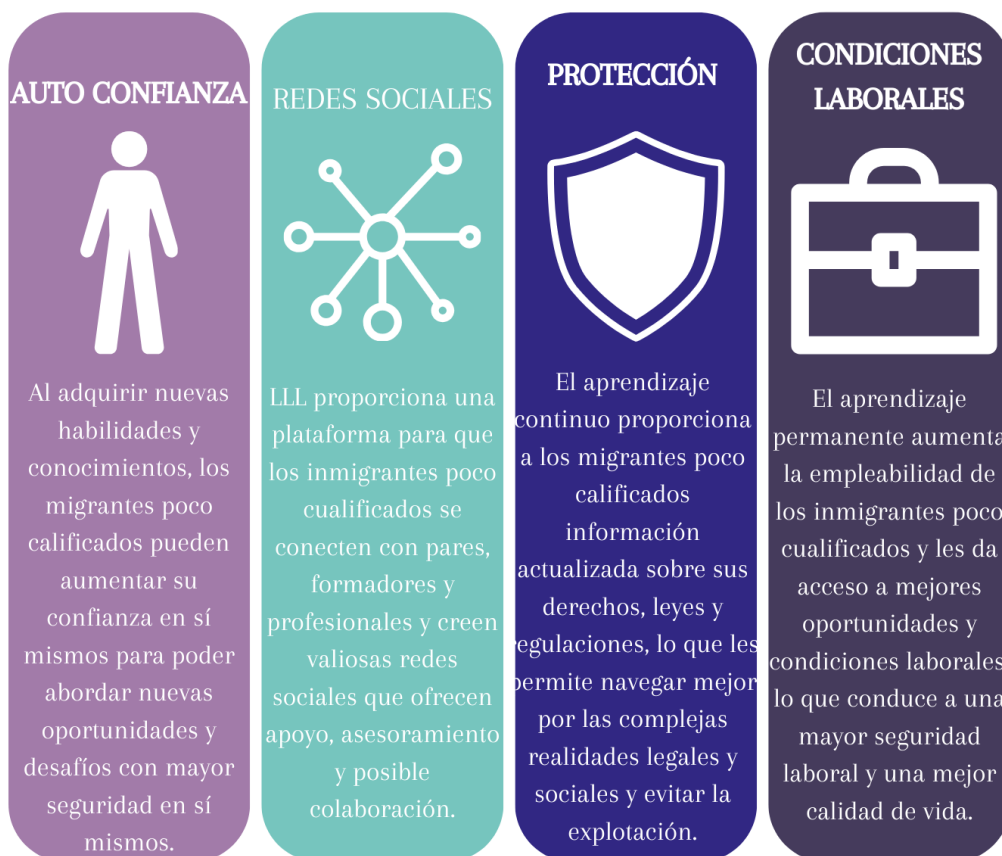 AUTO CONFIANZA
Al adquirir nuevas
habilidades y
conocimientos, los
migrantes poco
calificados pueden
aumentar su
confianza en sí
mismos para poder
abordar nuevas
oportunidades y
desafíos con mayor
seguridad en sí
mismos.
REDES SOCIALES
LLL proporciona una
plataforma para que
los inmigrantes poco
cualificados se
conecten con pares,
formadores y
profesionales y creen
valiosas redes
sociales que ofrecen
apoyo, asesoramiento
y posible
colaboración.
PROTECCIÓN
El aprendizaje
continuo proporciona
a los migrantes poco
calificados
información
actualizada sobre sus
derechos, leyes y
regulaciones, lo que les
permite navegar mejor
por las complejas
realidades legales y
sociales y evitar la
explotación.
CONDICIONES
LABORALES
El aprendizaje
permanente aumenta
la empleabilidad de
los inmigrantes poco
cualificados y les da
acceso a mejores
oportunidades y
condiciones laborales,
lo que conduce a una
mayor seguridad
laboral y una mejor
calidad de vida.